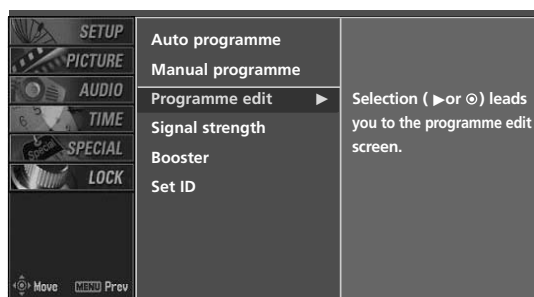 SETUP
PICTURE
AUDIO
TIME
SPECIAL
LOCK
Move MENU Prev
Auto programme
Manual programme
Programme edit ▶
Signal strength
Booster
Set ID
Selection ( ▶or ⊙) leads
you to the programme edit
screen.